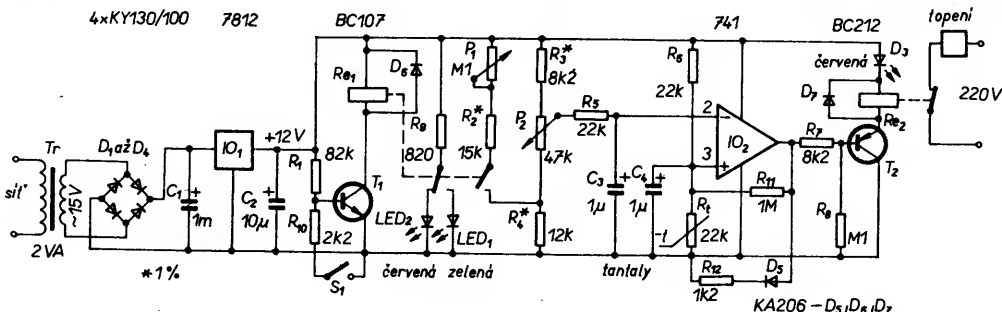 4xKY130/100
7812
BC107
741
BC212
topení
Tr
síť
2VA
~15V
D₁ až D₄
C₁
1m
IO₁
+12V
C₂
10µ
R₁
82k
R₁₀
2k2
S₁
T₁
Re₁
D₆
R₉
820
P₁
M1
R₂*
15k
R₃*
8k2
P₂
47k
R₄*
12k
LED₂
LED₁
červená
zelená
R₅
22k
C₃
1µ
C₄
1µ
tantaly
R₆
22k
2
3
IO₂
Rₜ
-t
22k
R₁₁
1M
R₁₂
1k2
D₅
R₇
8k2
R₈
M1
T₂
D₃
červená
D₇
Re₂
220V
*1%
KA206 – D₅, D₆, D₇